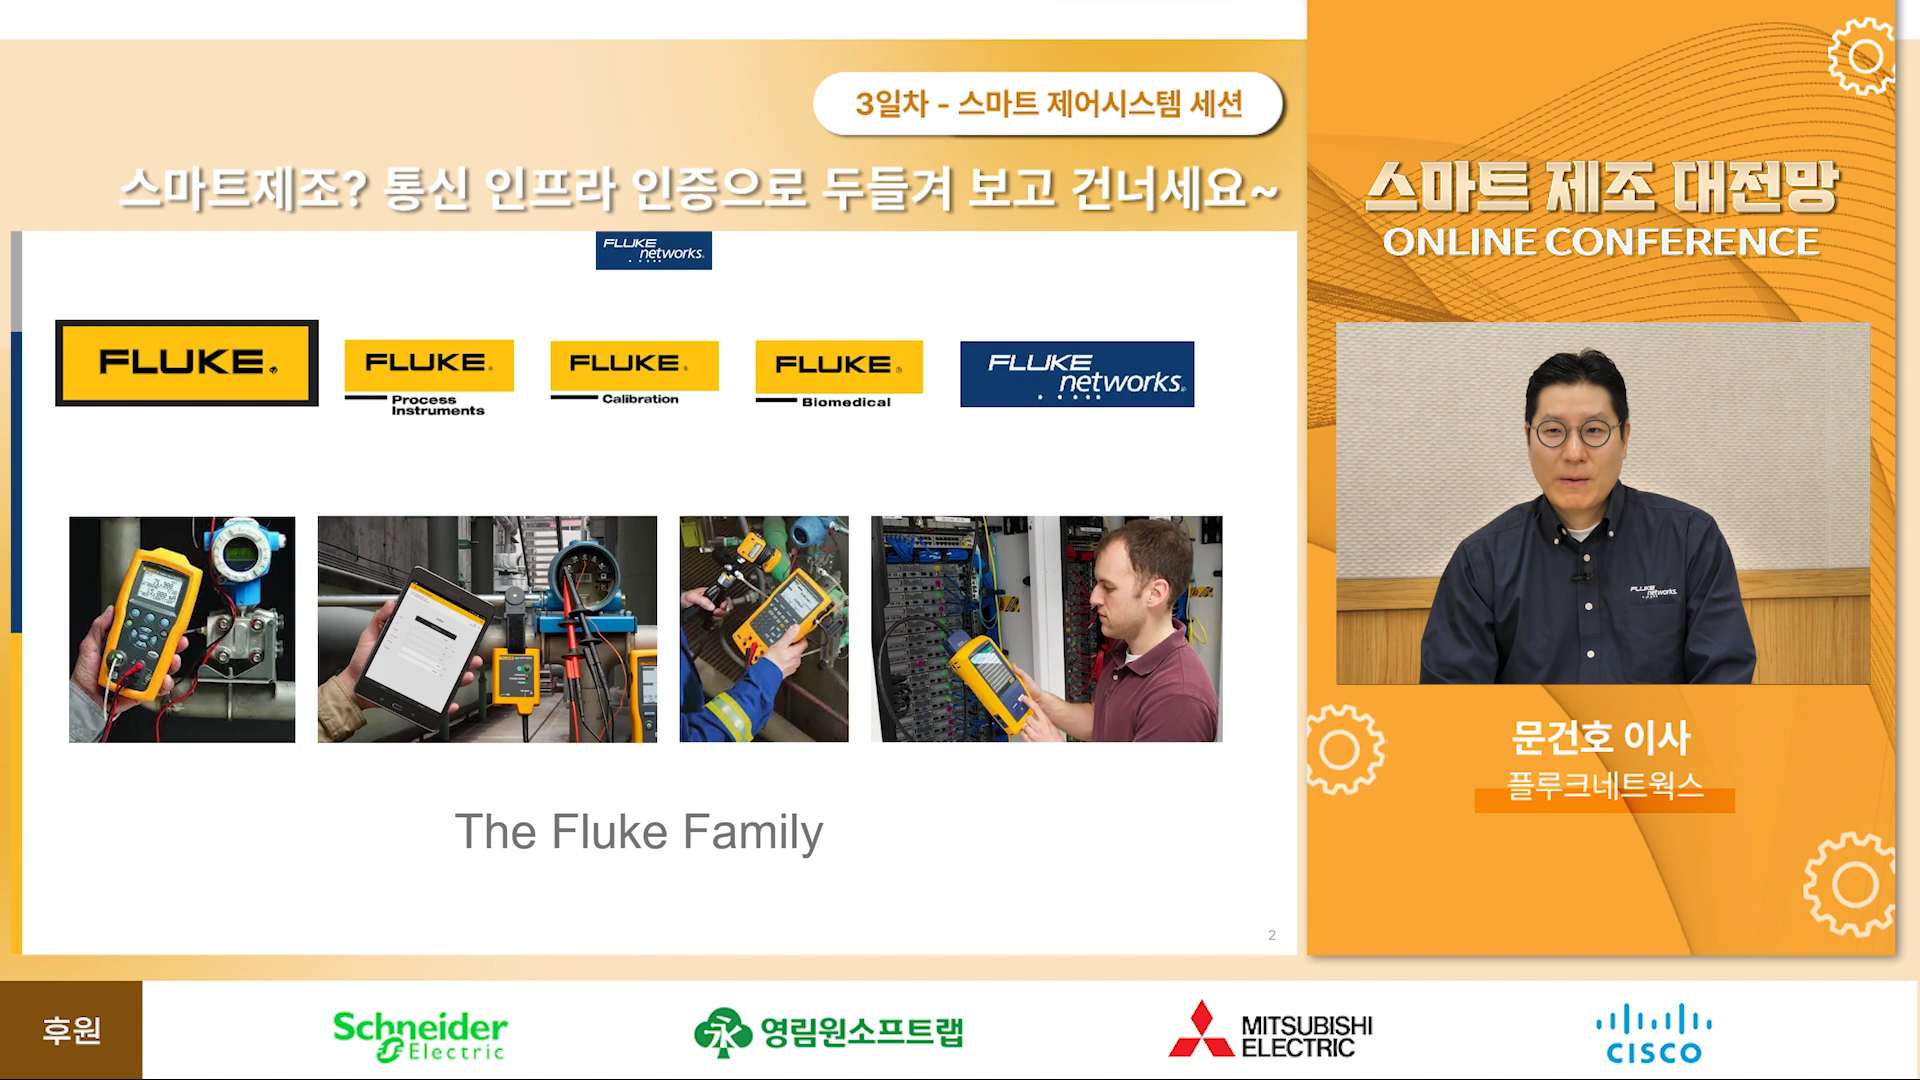 3일차 - 스마트 제어시스템 세션
스마트제조? 통신 인프라 인증으로 두들겨 보고 건너세요~
스마트 제조 대전망
ONLINE CONFERENCE
FLUKE
networks
FLUKE
FLUKE
Process
Instruments
FLUKE
Calibration
FLUKE
Biomedical
FLUKE
networks
The Fluke Family
2
FLUKE
networks
문건호 이사
플루크네트웍스
후원
Schneider
Electric
永 영림원소프트랩
MITSUBISHI
ELECTRIC
CISCO